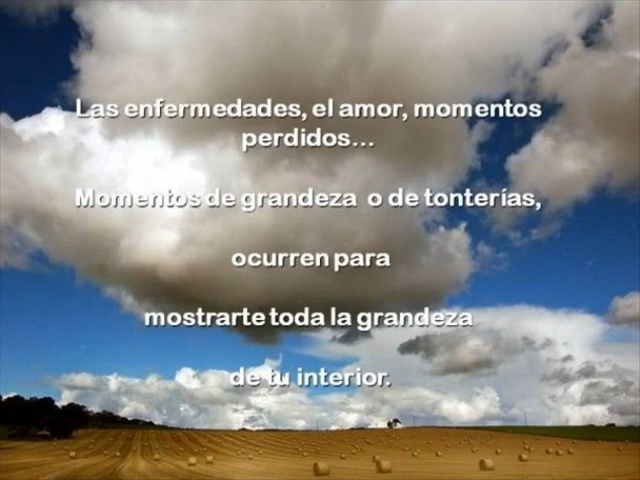 Las enfermedades, el amor, momentos
perdidos...
Momentos de grandeza o de tonterías,
ocurren para
mostrarte toda la grandeza
de tu interior.